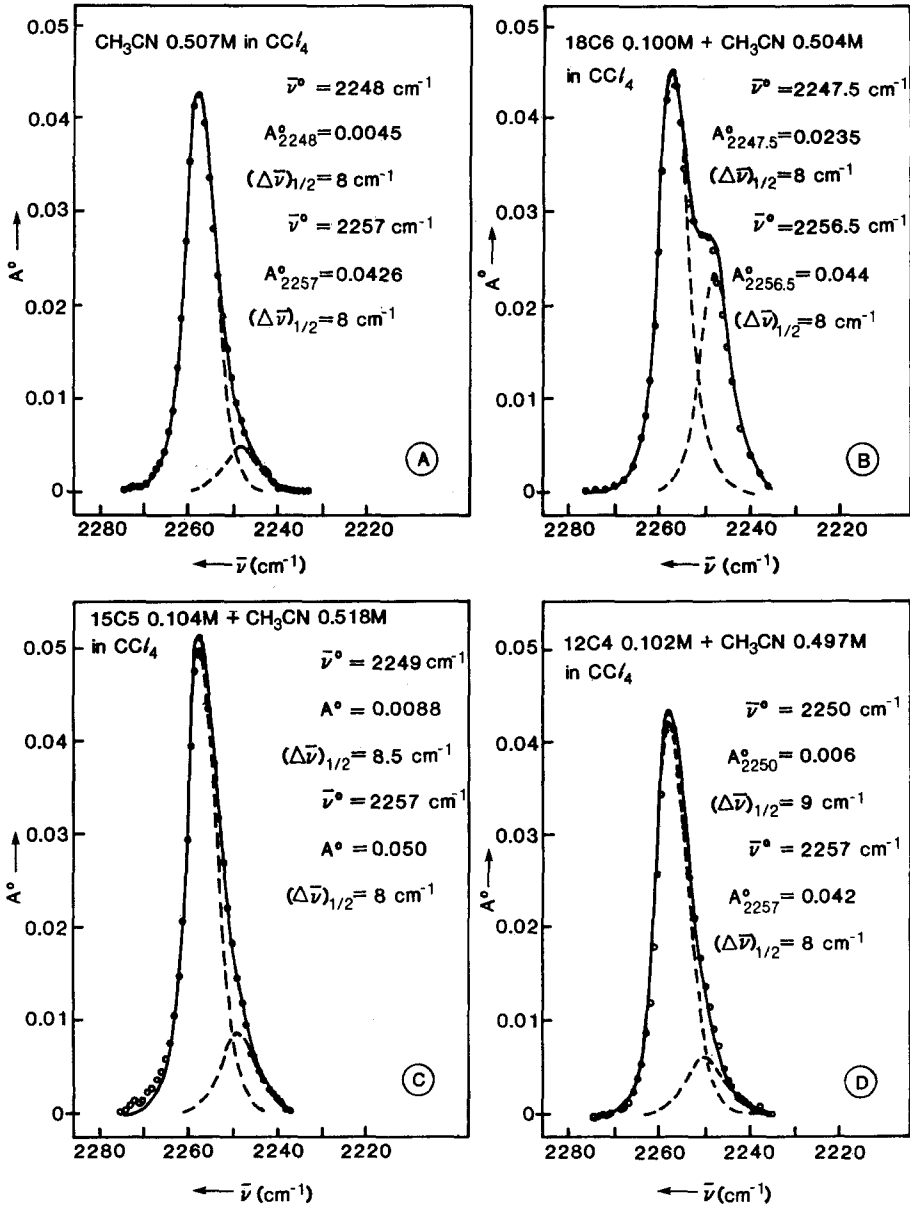 0.05
0.04
0.03
0.02
0.01
0
A° →
CH₃CN 0.507M in CCl₄
ν̄° = 2248 cm⁻¹
A°₂₂₄₈=0.0045
(Δν̄)₁/₂= 8 cm⁻¹
ν̄° = 2257 cm⁻¹
A°₂₂₅₇=0.0426
(Δν̄)₁/₂= 8 cm⁻¹
A
2280 2260 2240 2220
← ν̄ (cm⁻¹)
0.05
0.04
0.03
0.02
0.01
0
A° →
18C6 0.100M + CH₃CN 0.504M
in CCl₄
ν̄° = 2247.5 cm⁻¹
A°₂₂₄₇.₅=0.0235
(Δν̄)₁/₂= 8 cm⁻¹
ν̄° = 2256.5 cm⁻¹
A°₂₂₅₆.₅=0.044
(Δν̄)₁/₂= 8 cm⁻¹
B
2280 2260 2240 2220
← ν̄ (cm⁻¹)
0.05
0.04
0.03
0.02
0.01
0
A° →
15C5 0.104M + CH₃CN 0.518M
in CCl₄
ν̄° = 2249 cm⁻¹
A° = 0.0088
(Δν̄)₁/₂= 8.5 cm⁻¹
ν̄° = 2257 cm⁻¹
A° = 0.050
(Δν̄)₁/₂= 8 cm⁻¹
C
2280 2260 2240 2220
← ν̄ (cm⁻¹)
0.05
0.04
0.03
0.02
0.01
0
A° →
12C4 0.102M + CH₃CN 0.497M
in CCl₄
ν̄° = 2250 cm⁻¹
A°₂₂₅₀=0.006
(Δν̄)₁/₂= 9 cm⁻¹
ν̄° = 2257 cm⁻¹
A°₂₂₅₇=0.042
(Δν̄)₁/₂= 8 cm⁻¹
D
2280 2260 2240 2220
← ν̄ (cm⁻¹)